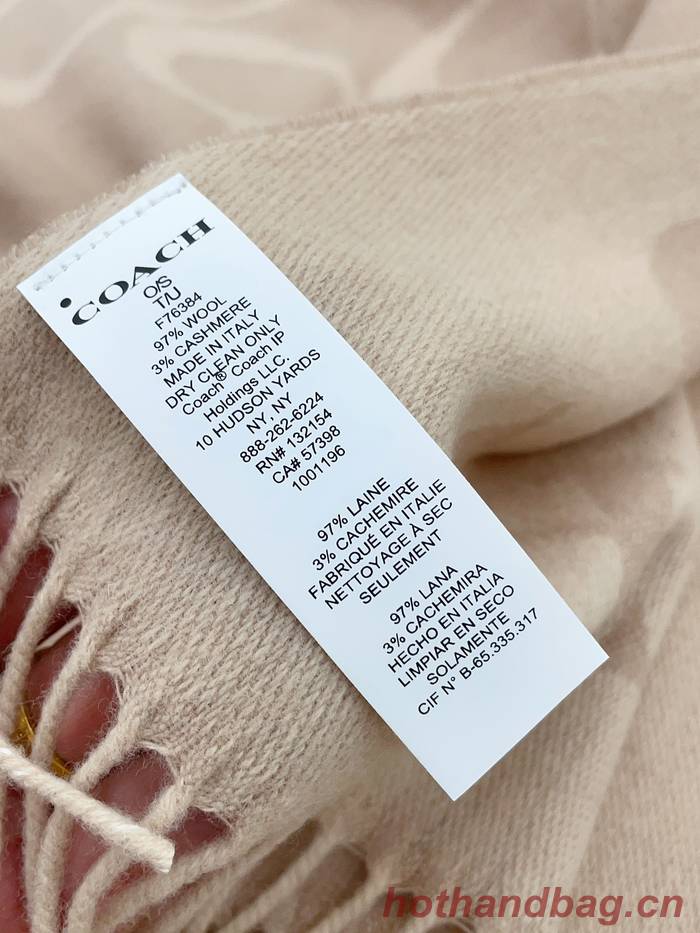 COACH
O/S
T/U
F76384
97% WOOL
3% CASHMERE
MADE IN ITALY
DRY CLEAN ONLY
Coach® Coach IP
Holdings LLC.
10 HUDSON YARDS
NY, NY
888-262-6224
RN# 132154
CA# 57398
1001196
97% LAINE
3% CACHEMIRE
FABRIQUÉ EN ITALIE
NETTOYAGE À SEC
SEULEMENT
97% LANA
3% CACHEMIRA
HECHO EN ITALIA
LIMPIAR EN SECO
SOLAMENTE
CIF N° B-65.335.317
hothandbag.cn